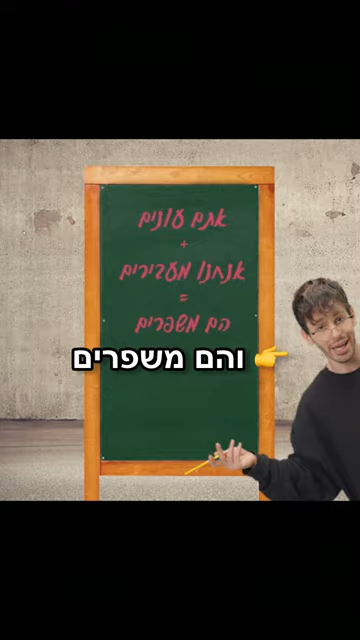 אתם עונים
+
אנחנו מעבירים
=
הם משפרים
והם משפרים 👉